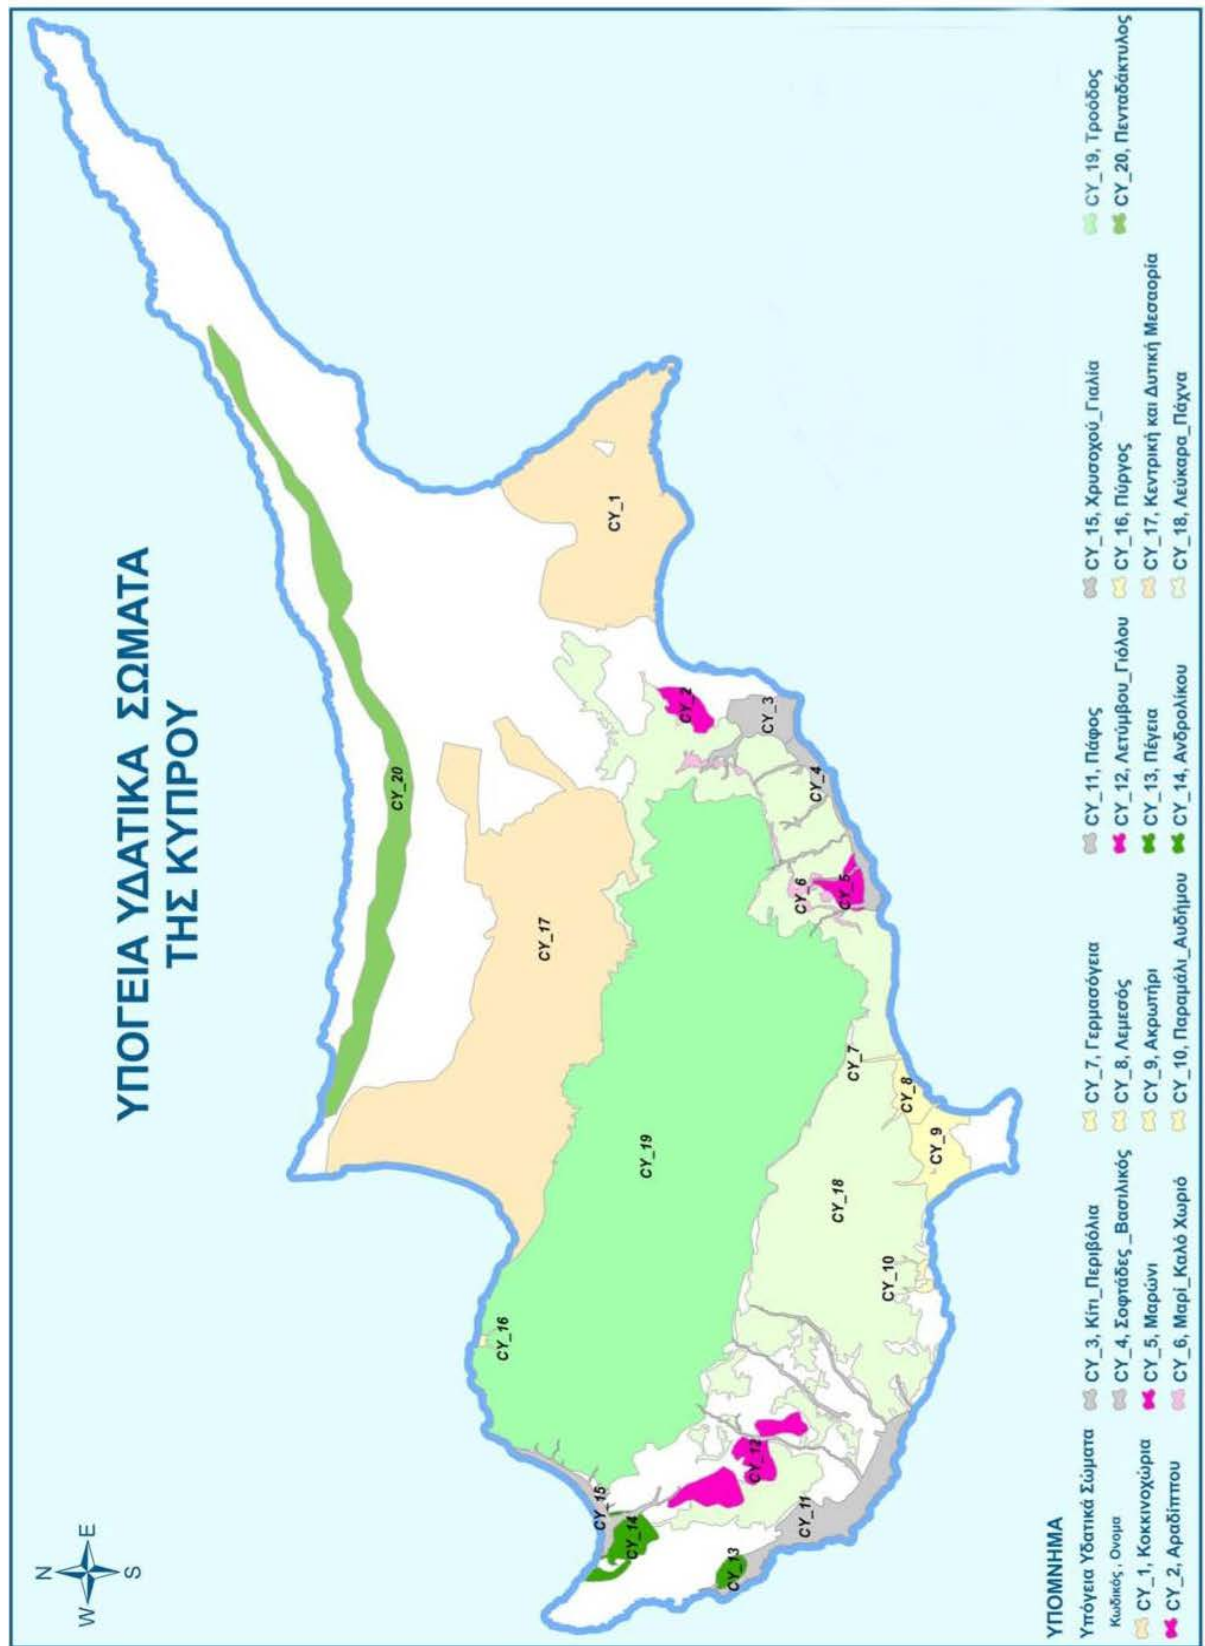 ΥΠΟΓΕΙΑ ΥΔΑΤΙΚΑ ΣΩΜΑΤΑ
ΤΗΣ ΚΥΠΡΟΥ
N
W
E
S
CY_20
CY_1
CY_17
CY_2
CY_3
CY_4
CY_5
CY_6
CY_19
CY_7
CY_8
CY_9
CY_18
CY_10
CY_16
CY_15
CY_14
CY_12
CY_11
CY_13
ΥΠΟΜΝΗΜΑ
Υπόγεια Υδατικά Σώματα
Κωδικός, Ονομα
CY_1, Κοκκινοχώρια
CY_2, Αραδίππου
CY_3, Κίτι_Περιβόλια
CY_4, Σοφτάδες_Βασιλικός
CY_5, Μαρώνι
CY_6, Μαρί_Καλό Χωριό
CY_7, Γερμασόγεια
CY_8, Λεμεσός
CY_9, Ακρωτήρι
CY_10, Παραμάλι_Αυδήμου
CY_11, Πάφος
CY_12, Λετύμβου_Γιόλου
CY_13, Πέγεια
CY_14, Ανδρολίκου
CY_15, Χρυσοχού_Γιαλία
CY_16, Πύργος
CY_17, Κεντρική και Δυτική Μεσαορία
CY_18, Λεύκαρα_Πάχνα
CY_19, Τροόδος
CY_20, Πενταδάκτυλος